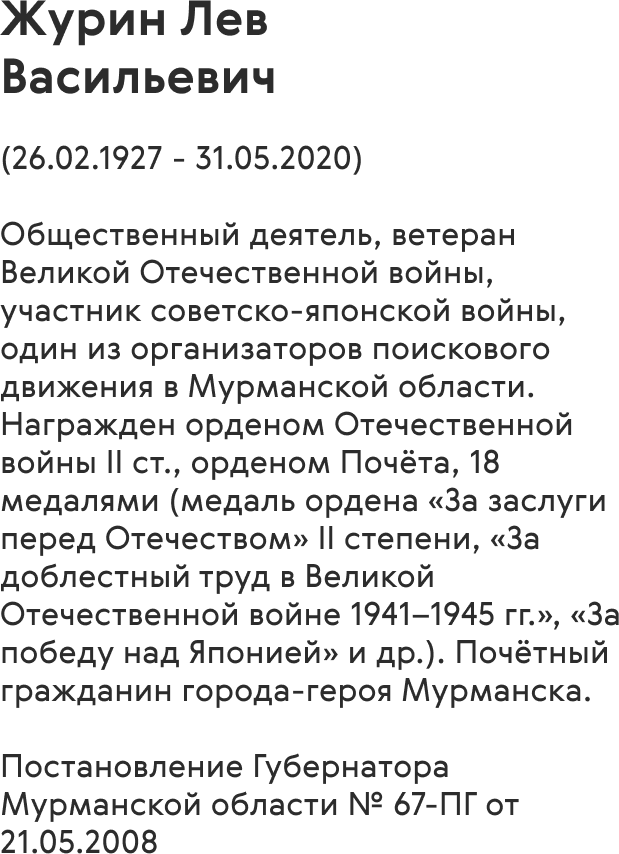 Журин Лев
Васильевич
(26.02.1927 - 31.05.2020)
Общественный деятель, ветеран
Великой Отечественной войны,
участник советско-японской войны,
один из организаторов поискового
движения в Мурманской области.
Награжден орденом Отечественной
войны II ст., орденом Почёта, 18
медалями (медаль ордена «За заслуги
перед Отечеством» II степени, «За
доблестный труд в Великой
Отечественной войне 1941–1945 гг.», «За
победу над Японией» и др.). Почётный
гражданин города-героя Мурманска.
Постановление Губернатора
Мурманской области № 67-ПГ от
21.05.2008